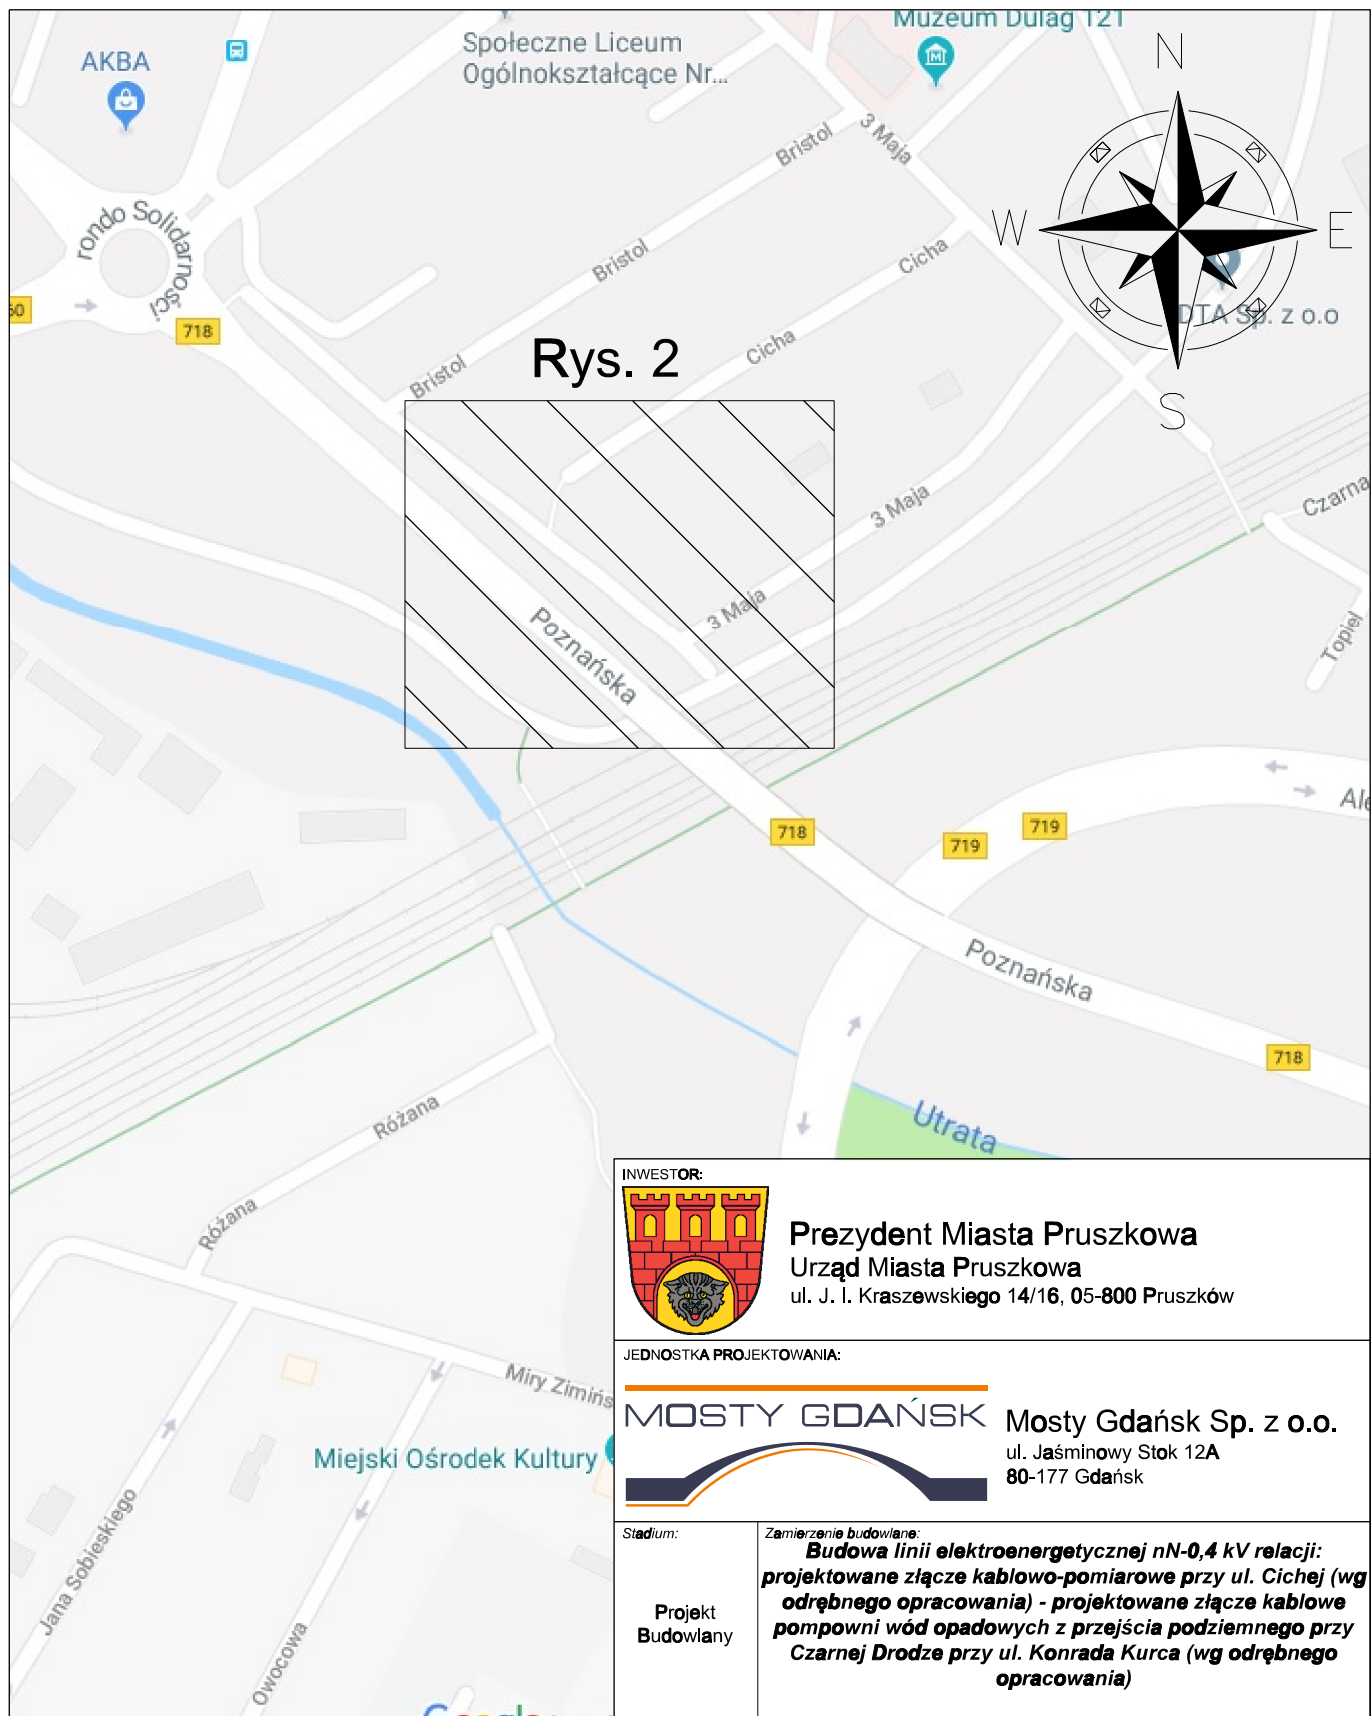 Muzeum Dulag 121
Społeczne Liceum
Ogólnokształcące Nr...
AKBA
N
3 Maja
Bristol
rondo Solidarności
W
E
Cicha
Bristol
718
DTA Sp. z o.o
Rys. 2
Cicha
Bristol
S
3 Maja
Czarna
3 Maja
Poznańska
Topiel
718
719
719
Poznańska
718
Różana
Utrata
Różana
INWESTOR:
Prezydent Miasta Pruszkowa
Urząd Miasta Pruszkowa
ul. J. I. Kraszewskiego 14/16, 05-800 Pruszków
JEDNOSTKA PROJEKTOWANIA:
MOSTY GDAŃSK
Mosty Gdańsk Sp. z o.o.
ul. Jaśminowy Stok 12A
80-177 Gdańsk
Miry Zimińs
Miejski Ośrodek Kultury
Jana Sobieskiego
Owocowa
Stadium:
Projekt
Budowlany
Zamierzenie budowlane:
Budowa linii elektroenergetycznej nN-0,4 kV relacji:
projektowane złącze kablowo-pomiarowe przy ul. Cichej (wg
odrębnego opracowania) - projektowane złącze kablowe
pompowni wód opadowych z przejścia podziemnego przy
Czarnej Drodze przy ul. Konrada Kurca (wg odrębnego
opracowania)